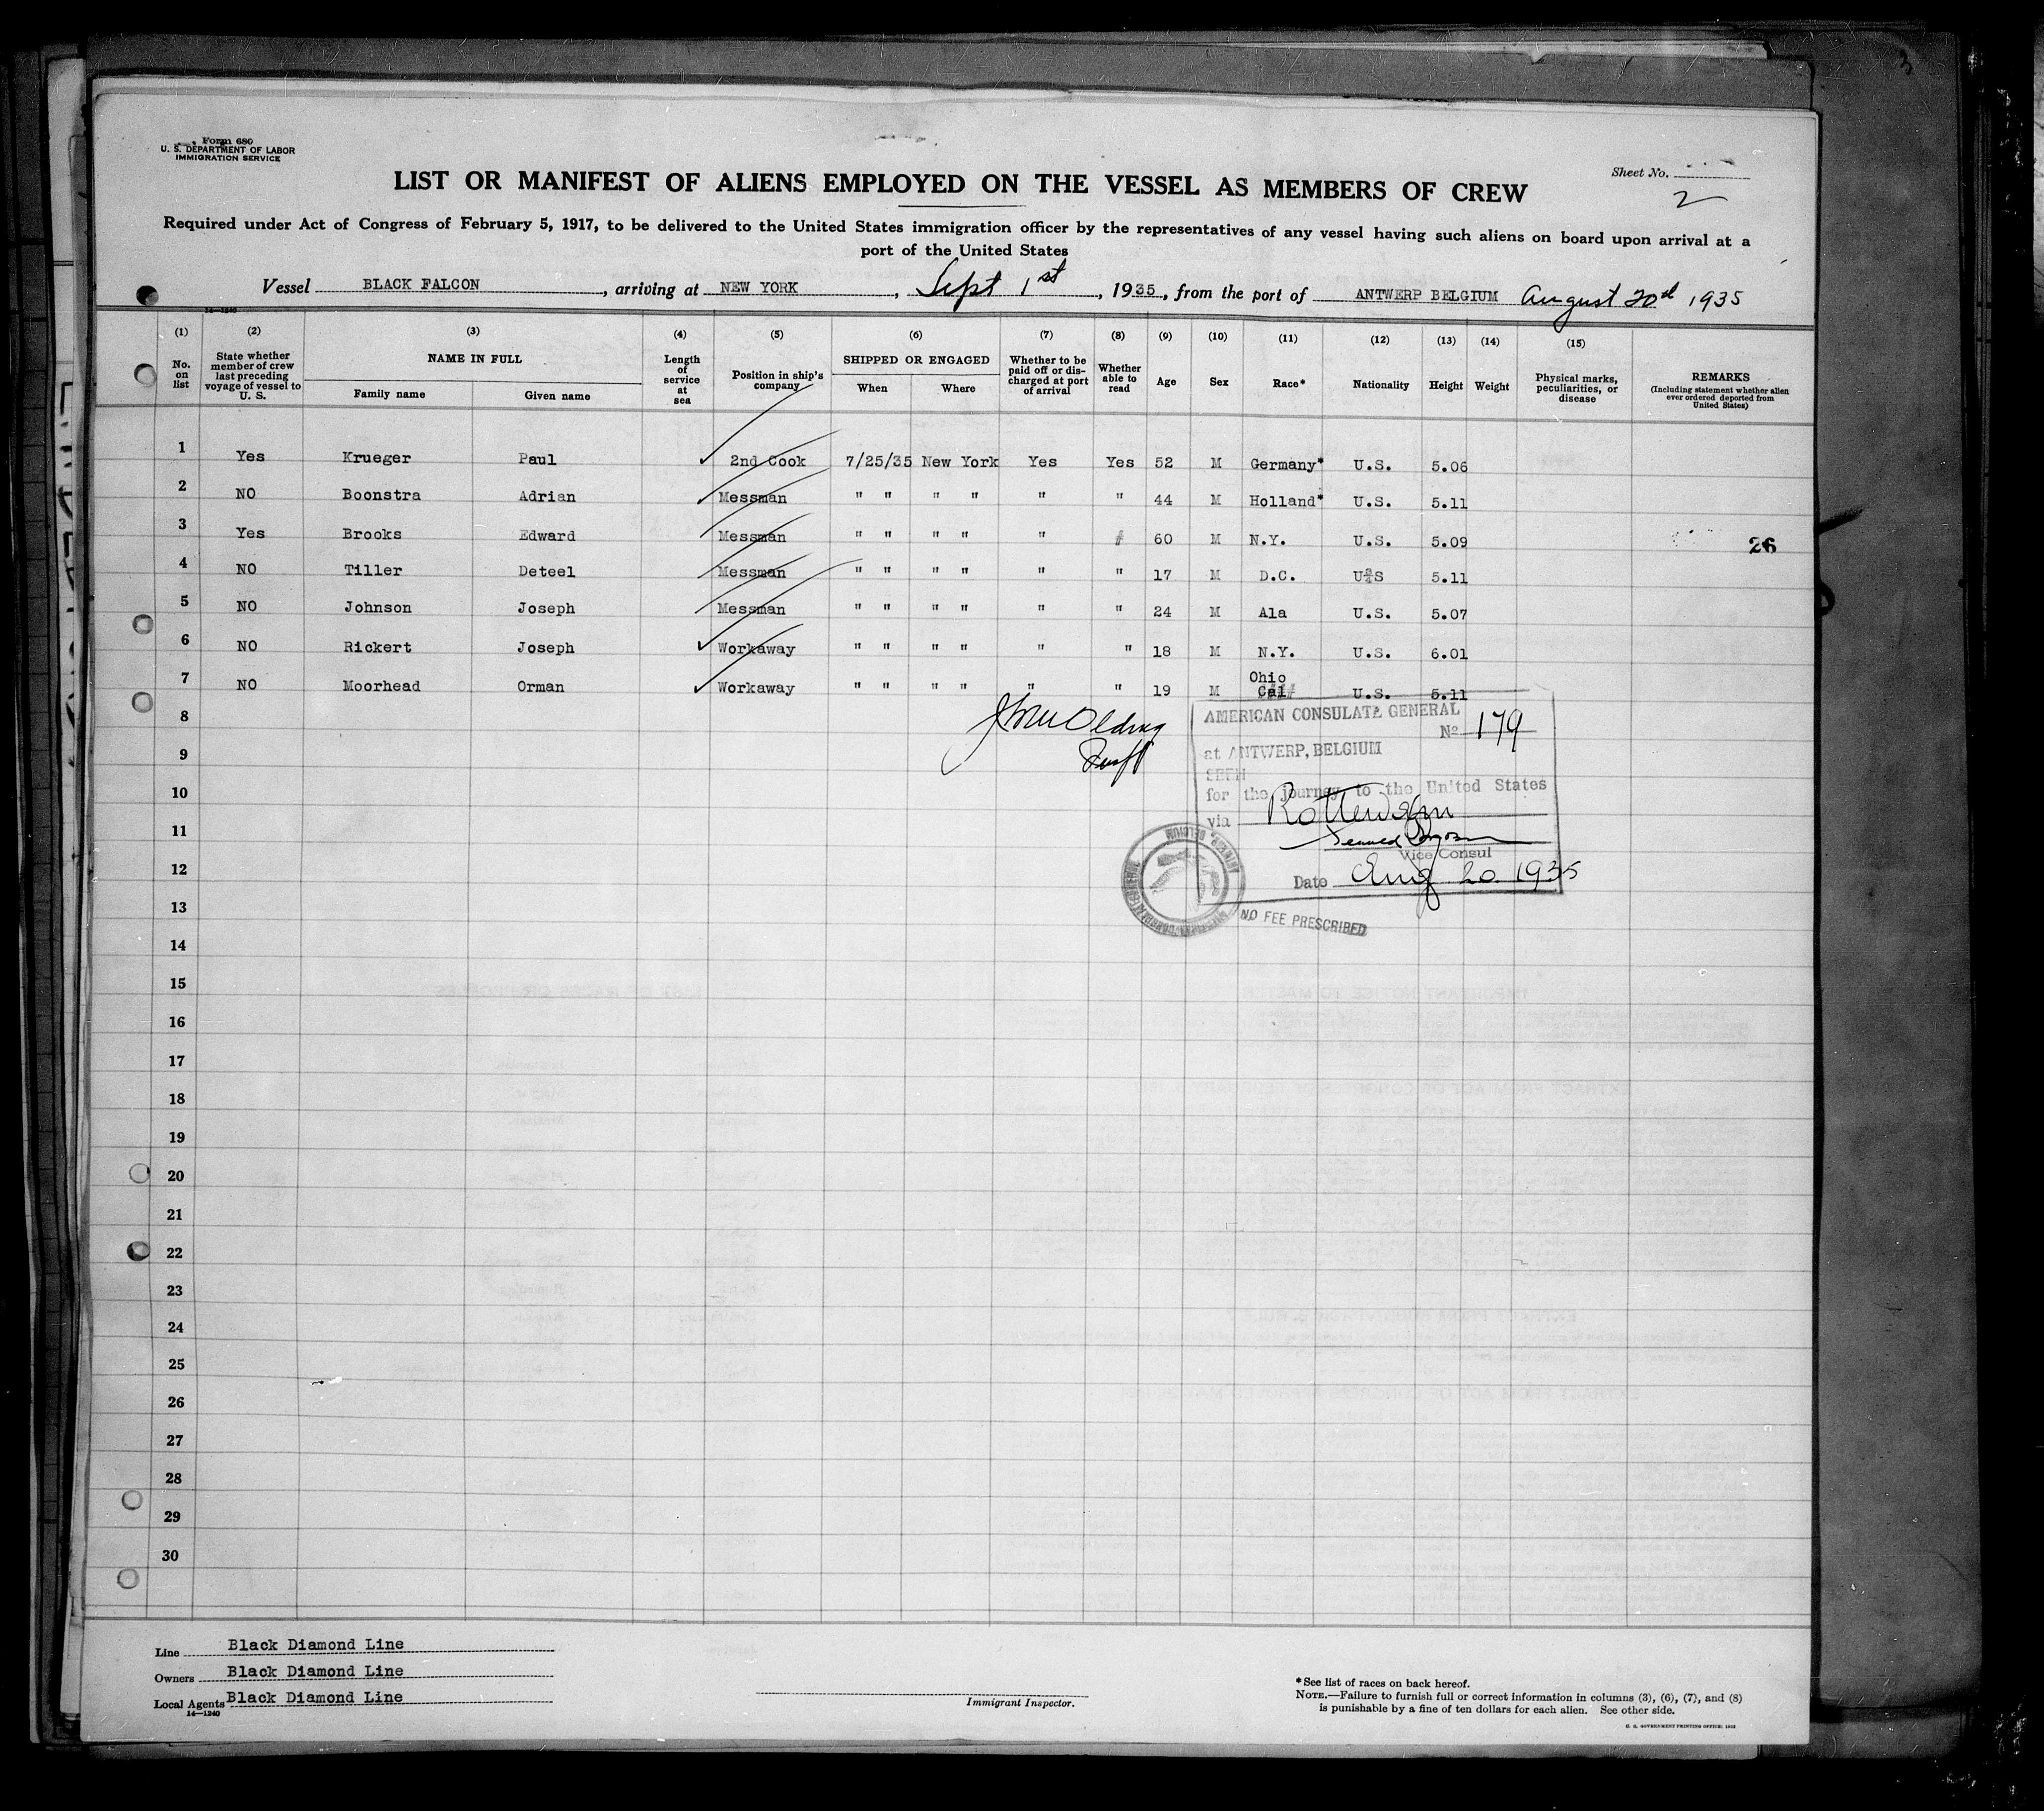 Form 680
U. S. DEPARTMENT OF LABOR
IMMIGRATION SERVICE
Sheet No.
2
LIST OR MANIFEST OF ALIENS EMPLOYED ON THE VESSEL AS MEMBERS OF CREW
Required under Act of Congress of February 5, 1917, to be delivered to the United States immigration officer by the representatives of any vessel having such aliens on board upon arrival at a
port of the United States
Vessel BLACK FALCON, arriving at NEW YORK, Sept 1st, 1935, from the port of ANTWERP BELGIUM August 20th 1935
14—1240
(1) (2) (3) (4) (5) (6) (7) (8) (9) (10) (11) (12) (13) (14) (15)
No. on list
State whether member of crew last preceding voyage of vessel to U. S.
NAME IN FULL
Family name Given name
Length of service at sea
Position in ship's company
SHIPPED OR ENGAGED
When Where
Whether to be paid off or discharged at port of arrival
Whether able to read
Age
Sex
Race*
Nationality
Height
Weight
Physical marks, peculiarities, or disease
REMARKS
(Including statement whether alien ever ordered deported from United States)
1 Yes Krueger Paul 2nd Cook 7/25/35 New York Yes Yes 52 M Germany* U.S. 5.06
2 NO Boonstra Adrian Messman " " " " " " 44 M Holland* U.S. 5.11
3 Yes Brooks Edward Messman " " " " " " 60 M N.Y. U.S. 5.09 26
4 NO Tiller Deteel Messman " " " " " " 17 M D.C. U.S 5.11
5 NO Johnson Joseph Messman " " " " " " 24 M Ala U.S. 5.07
6 NO Rickert Joseph Workaway " " " " " " 18 M N.Y. U.S. 6.01
7 NO Moorhead Orman Workaway " " " " " " 19 M Ohio Cal U.S. 5.11
8
9
10
11
12
13
14
15
16
17
18
19
20
21
22
23
24
25
26
27
28
29
30
AMERICAN CONSULATE GENERAL
No 179
at ANTWERP, BELGIUM
SEEN
for the journey to the United States
via Rotterdam
Vice Consul
Date Aug 20 1935
NO FEE PRESCRIBED
ANTWERP, BELGIUM
Line Black Diamond Line
Owners Black Diamond Line
Local Agents Black Diamond Line
14—1240
Immigrant Inspector.
*See list of races on back hereof.
NOTE.—Failure to furnish full or correct information in columns (3), (6), (7), and (8)
is punishable by a fine of ten dollars for each alien. See other side.
U. S. GOVERNMENT PRINTING OFFICE: 1932